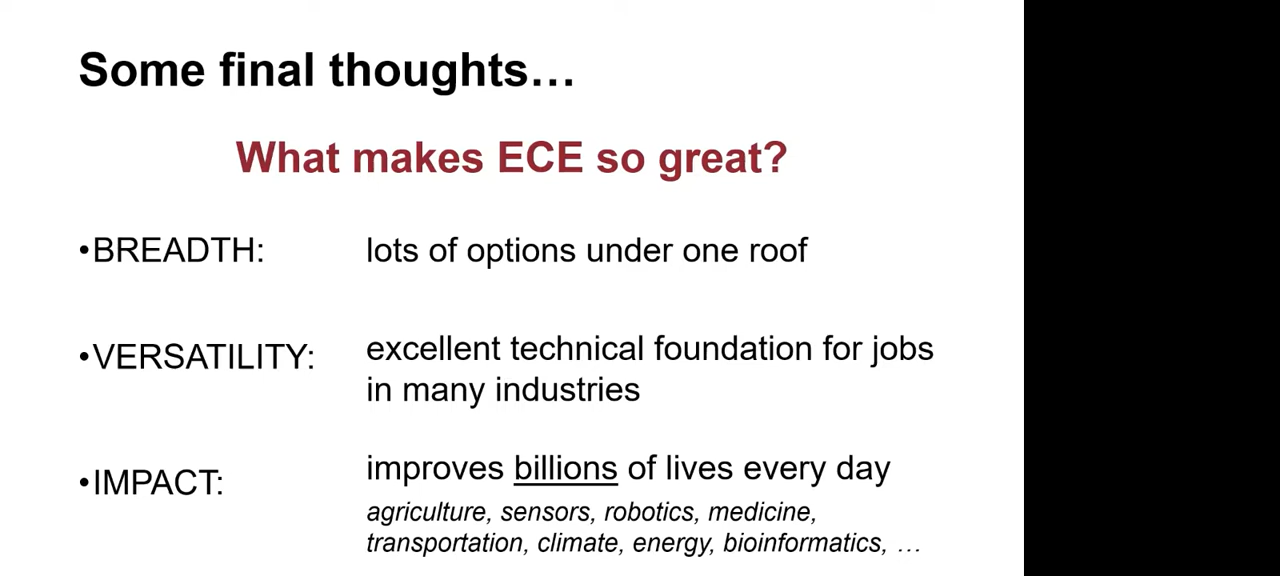 Some final thoughts…
What makes ECE so great?
•BREADTH: lots of options under one roof
•VERSATILITY: excellent technical foundation for jobs
in many industries
•IMPACT: improves billions of lives every day
agriculture, sensors, robotics, medicine,
transportation, climate, energy, bioinformatics, …